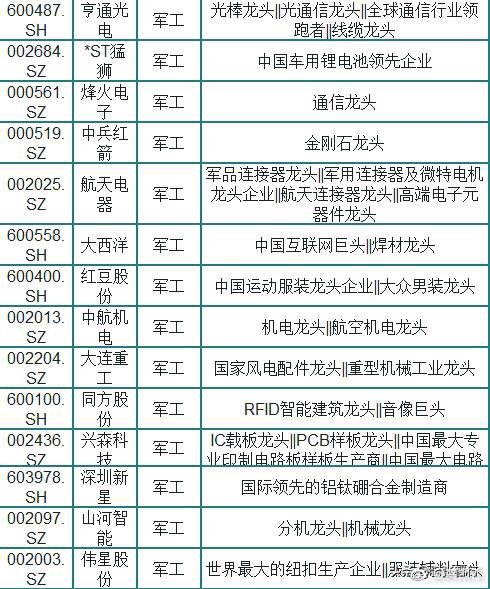 600487.
SH
亨通光
电
军工
光棒龙头||光通信龙头||全球通信行业领
跑者||线缆龙头
002684.
SZ
*ST猛
狮
军工
中国车用锂电池领先企业
000561.
SZ
烽火电
子
军工
通信龙头
000519.
SZ
中兵红
箭
军工
金刚石龙头
002025.
SZ
航天电
器
军工
军品连接器龙头||军用连接器及微特电机
龙头企业||航天连接器龙头||高端电子元
器件龙头
600558.
SH
大西洋
军工
中国互联网巨头||焊材龙头
600400.
SH
红豆股
份
军工
中国运动服装龙头企业||大众男装龙头
002013.
SZ
中航机
电
军工
机电龙头||航空机电龙头
002204.
SZ
大连重
工
军工
国家风电配件龙头||重型机械工业龙头
600100.
SH
同方股
份
军工
RFID智能建筑龙头||音像巨头
002436.
SZ
兴森科
技
军工
IC载板龙头||PCB样板龙头||中国最大专
业印制电路板样板生产商||中国最大电路
603978.
SH
深圳新
星
军工
国际领先的铝钛硼合金制造商
002097.
SZ
山河智
能
军工
分机龙头||机械龙头
002003.
SZ
伟星股
份
军工
世界最大的纽扣生产企业||服装辅料龙头